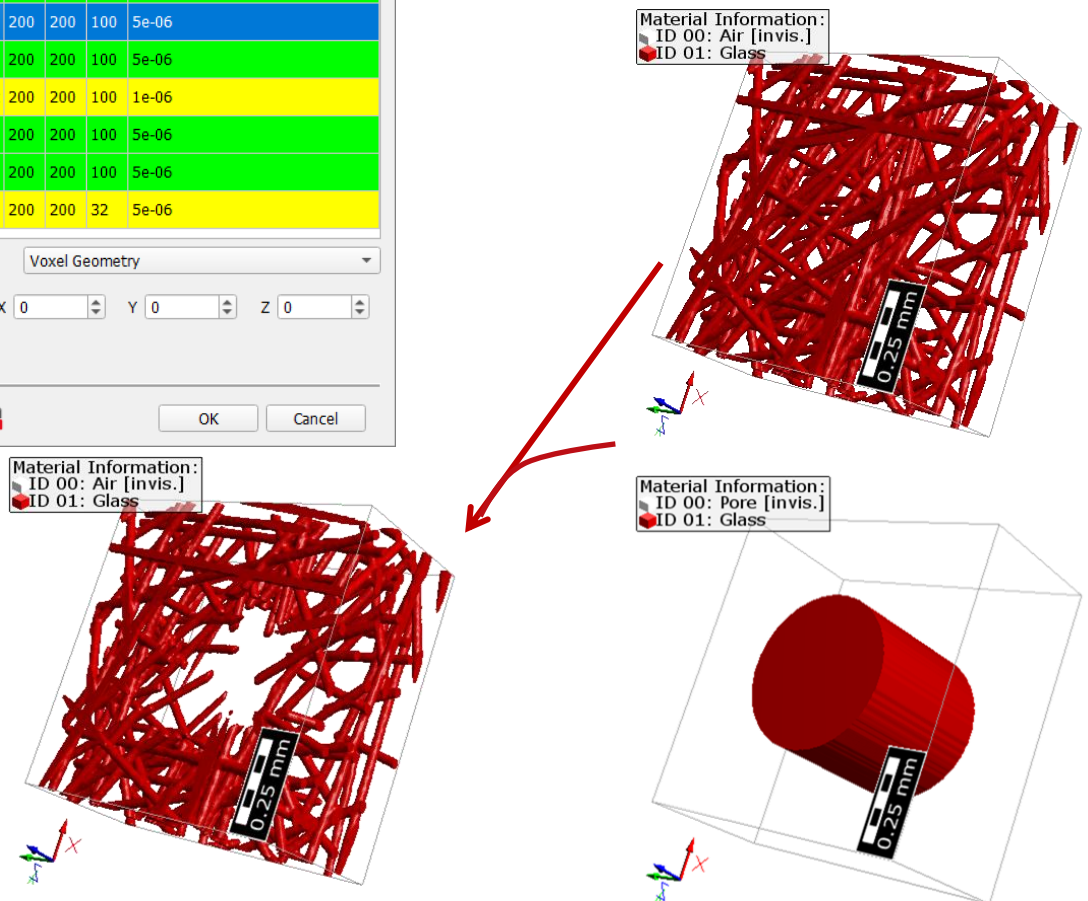 200 200 100 5e-06
200 200 100 5e-06
200 200 100 1e-06
200 200 100 5e-06
200 200 100 5e-06
200 200 32 5e-06
Voxel Geometry
X 0 Y 0 Z 0
OK Cancel
Material Information:
ID 00: Air [invis.]
ID 01: Glass
0.25 mm
X
Material Information:
ID 00: Air [invis.]
ID 01: Glass
0.25 mm
X
Material Information:
ID 00: Pore [invis.]
ID 01: Glass
0.25 mm
X